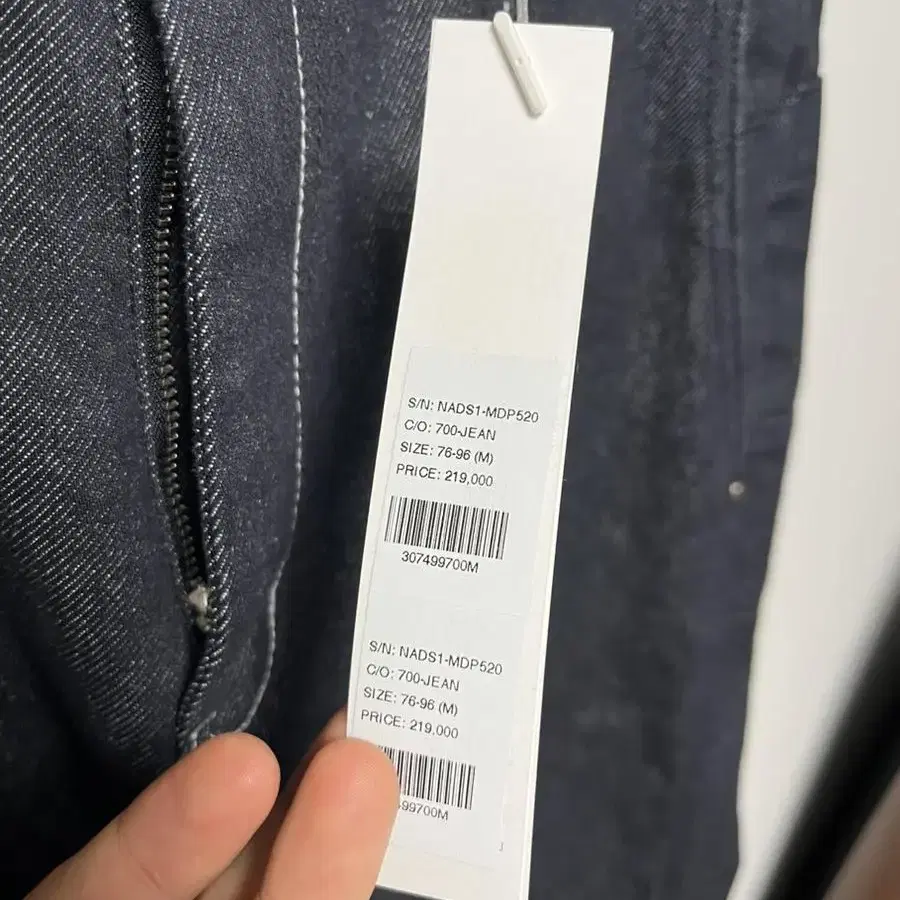 S/N: NADS1-MDP520
C/O: 700-JEAN
SIZE: 76-96 (M)
PRICE: 219,000
307499700M
S/N: NADS1-MDP520
C/O: 700-JEAN
SIZE: 76-96 (M)
PRICE: 219,000
99700M